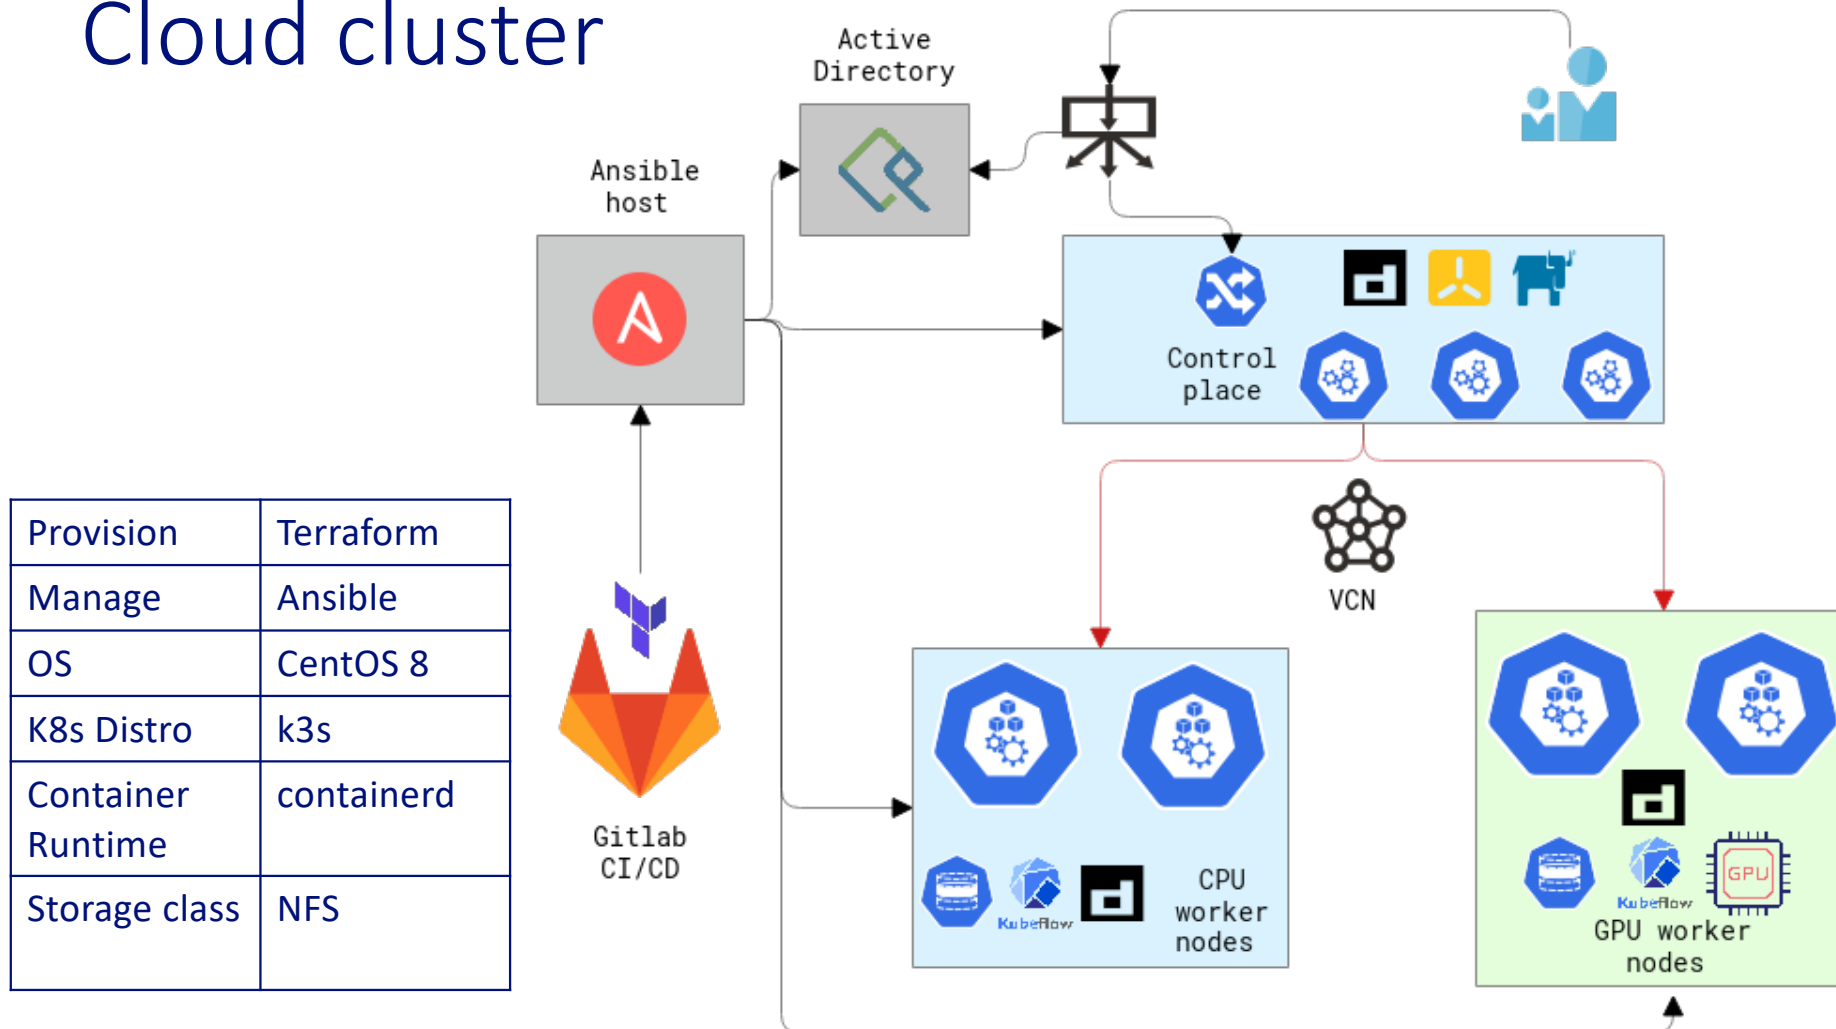 Cloud cluster
Active
Directory
Ansible
host
Control
place
VCN
Provision Terraform
Manage Ansible
OS CentOS 8
K8s Distro k3s
Container containerd
Runtime
Storage class NFS
Gitlab
CI/CD
KubeFlow
CPU
worker
nodes
KubeFlow
GPU
GPU worker
nodes